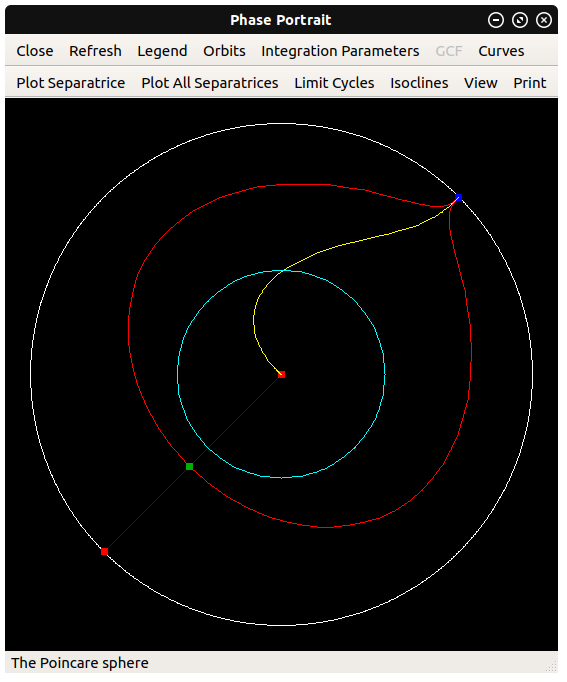 Phase Portrait
Close Refresh Legend Orbits Integration Parameters GCF Curves
Plot Separatrice Plot All Separatrices Limit Cycles Isoclines View Print
The Poincare sphere